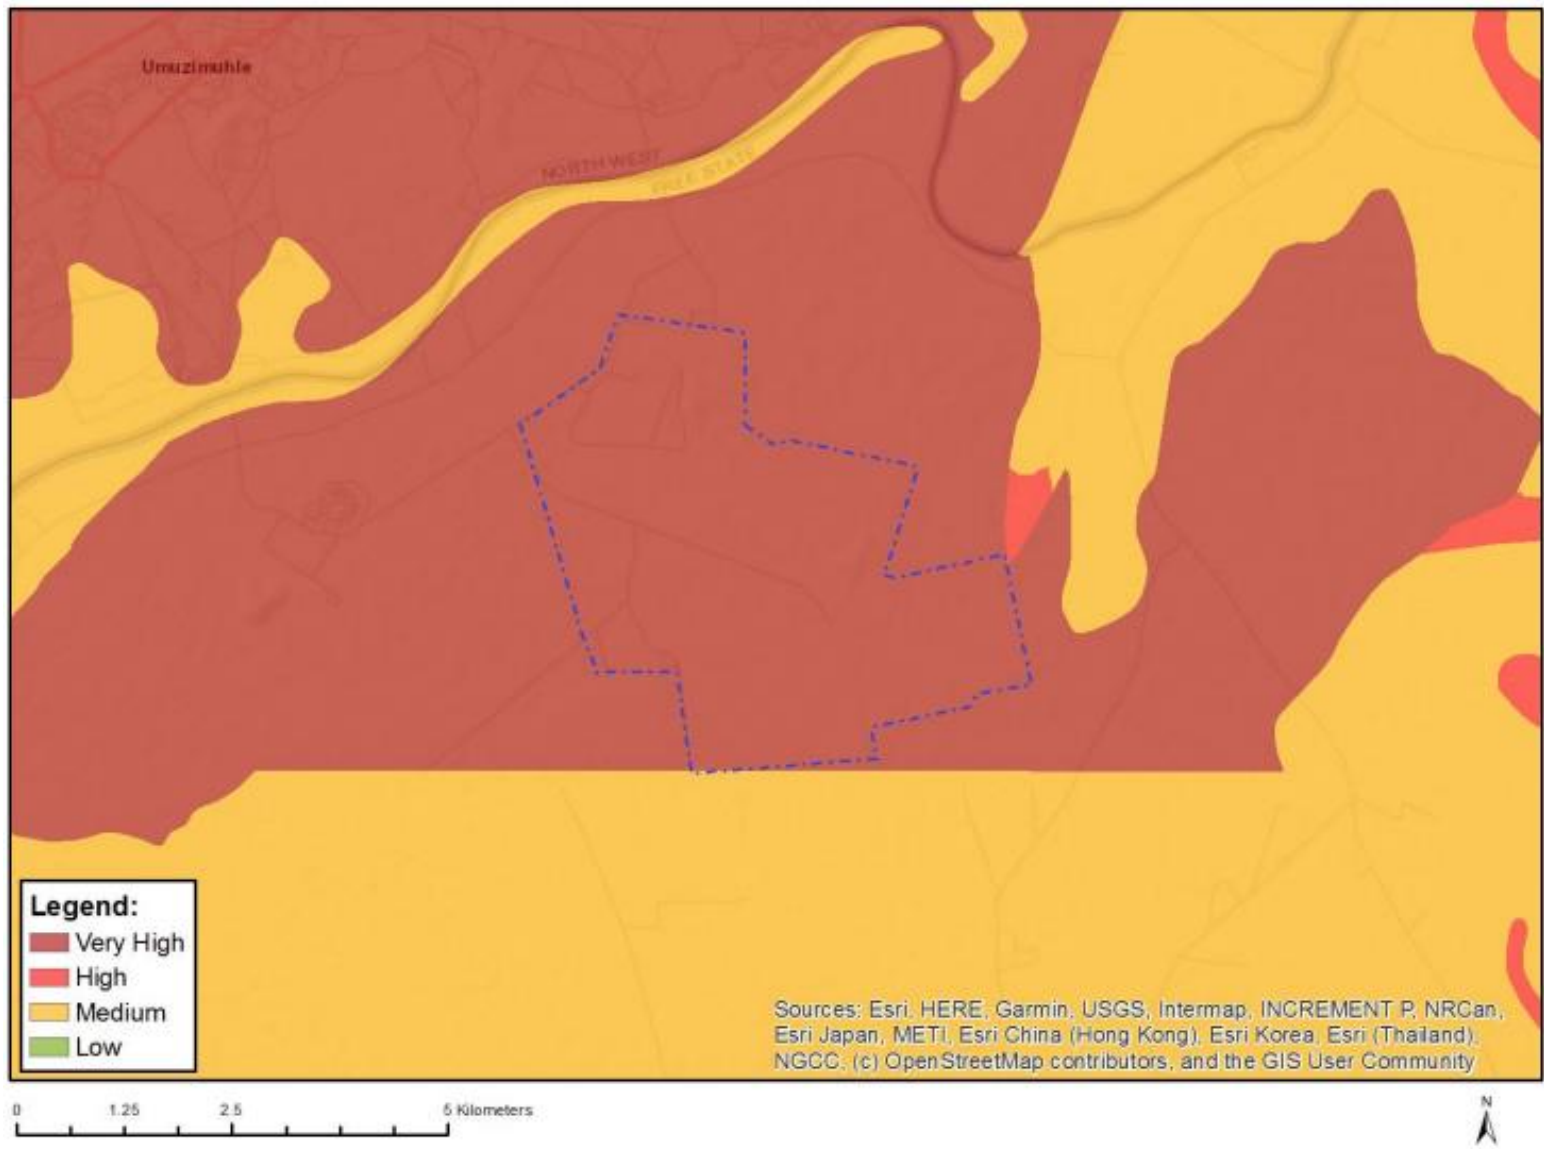 Umuzimuhle
NORTH WEST
FREE STATE
Legend:
Very High
High
Medium
Low
Sources: Esri, HERE, Garmin, USGS, Intermap, INCREMENT P, NRCan,
Esri Japan, METI, Esri China (Hong Kong), Esri Korea, Esri (Thailand),
NGCC, (c) OpenStreetMap contributors, and the GIS User Community
0 1.25 2.5 5 Kilometers
N